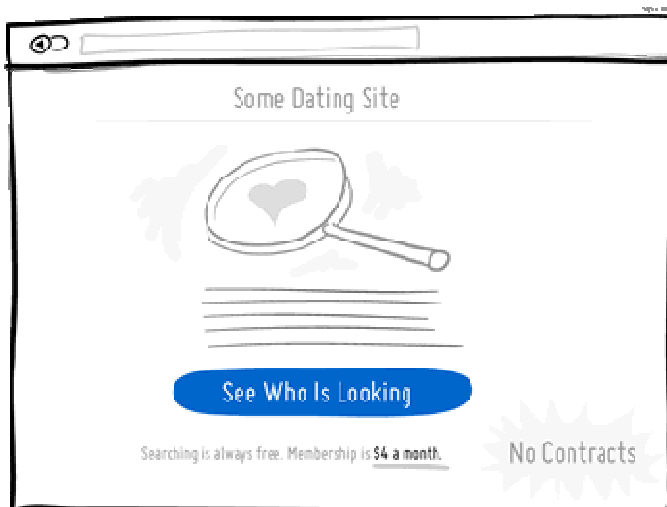 Some Dating Site
See Who Is Looking
Searching is always free. Membership is $4 a month.
No Contracts